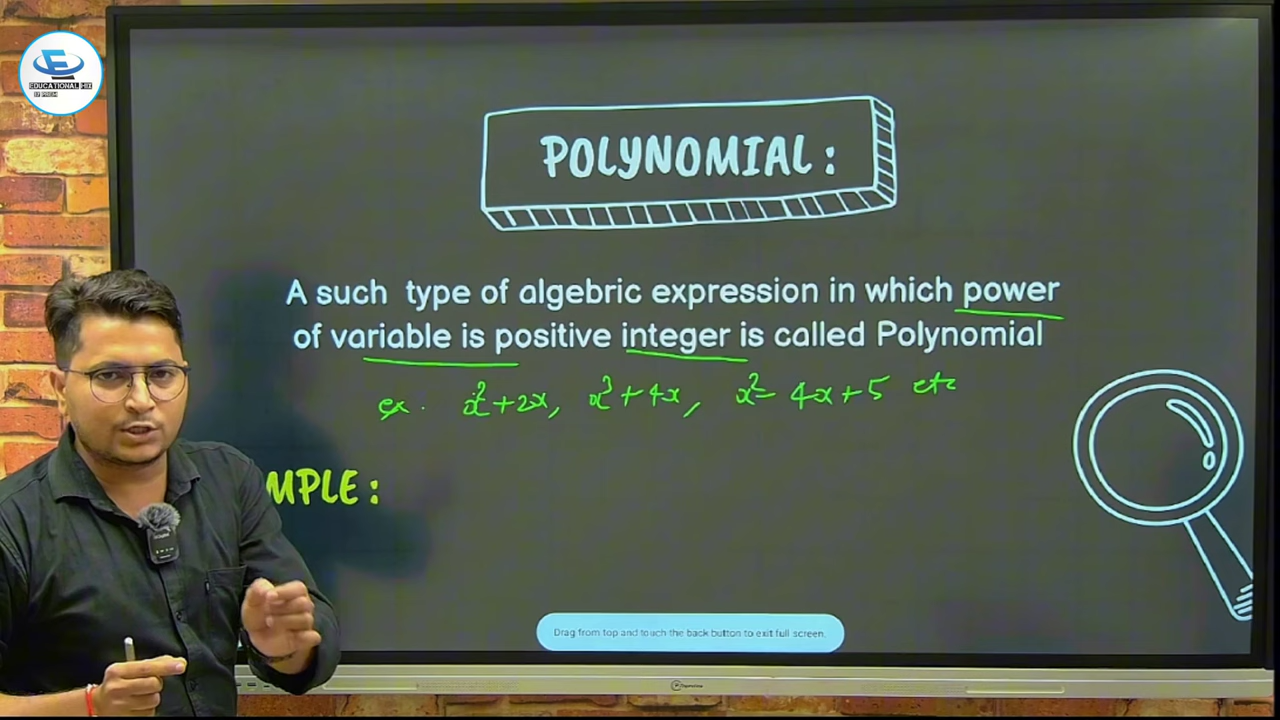 EDUCATIONAL
POLYNOMIAL :
A such type of algebric expression in which power
of variable is positive integer is called Polynomial
ex. x²+2x, x³+4x, x²-4x+5 etc
MPLE :
Drag from top and touch the back button to exit full screen.